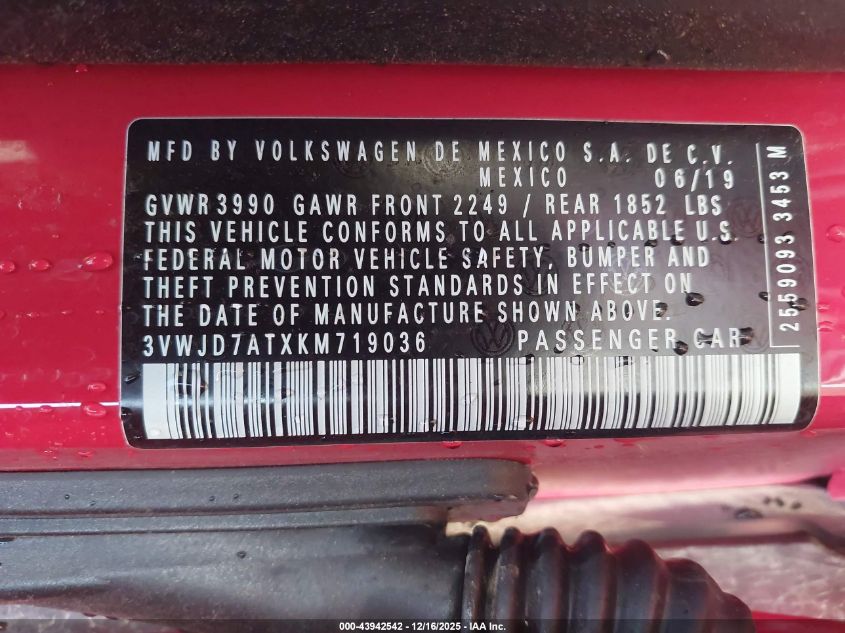 MFD BY VOLKSWAGEN DE MEXICO S.A. DE C.V.
MEXICO 06/19
GVWR 3990 GAWR FRONT 2249 / REAR 1852 LBS
THIS VEHICLE CONFORMS TO ALL APPLICABLE U.S.
FEDERAL MOTOR VEHICLE SAFETY, BUMPER AND
THEFT PREVENTION STANDARDS IN EFFECT ON
THE DATE OF MANUFACTURE SHOWN ABOVE.
3VWJD7ATXKM719036 PASSENGER CAR
2559093 3453 M
000-43942542 - 12/16/2025 - IAA Inc.